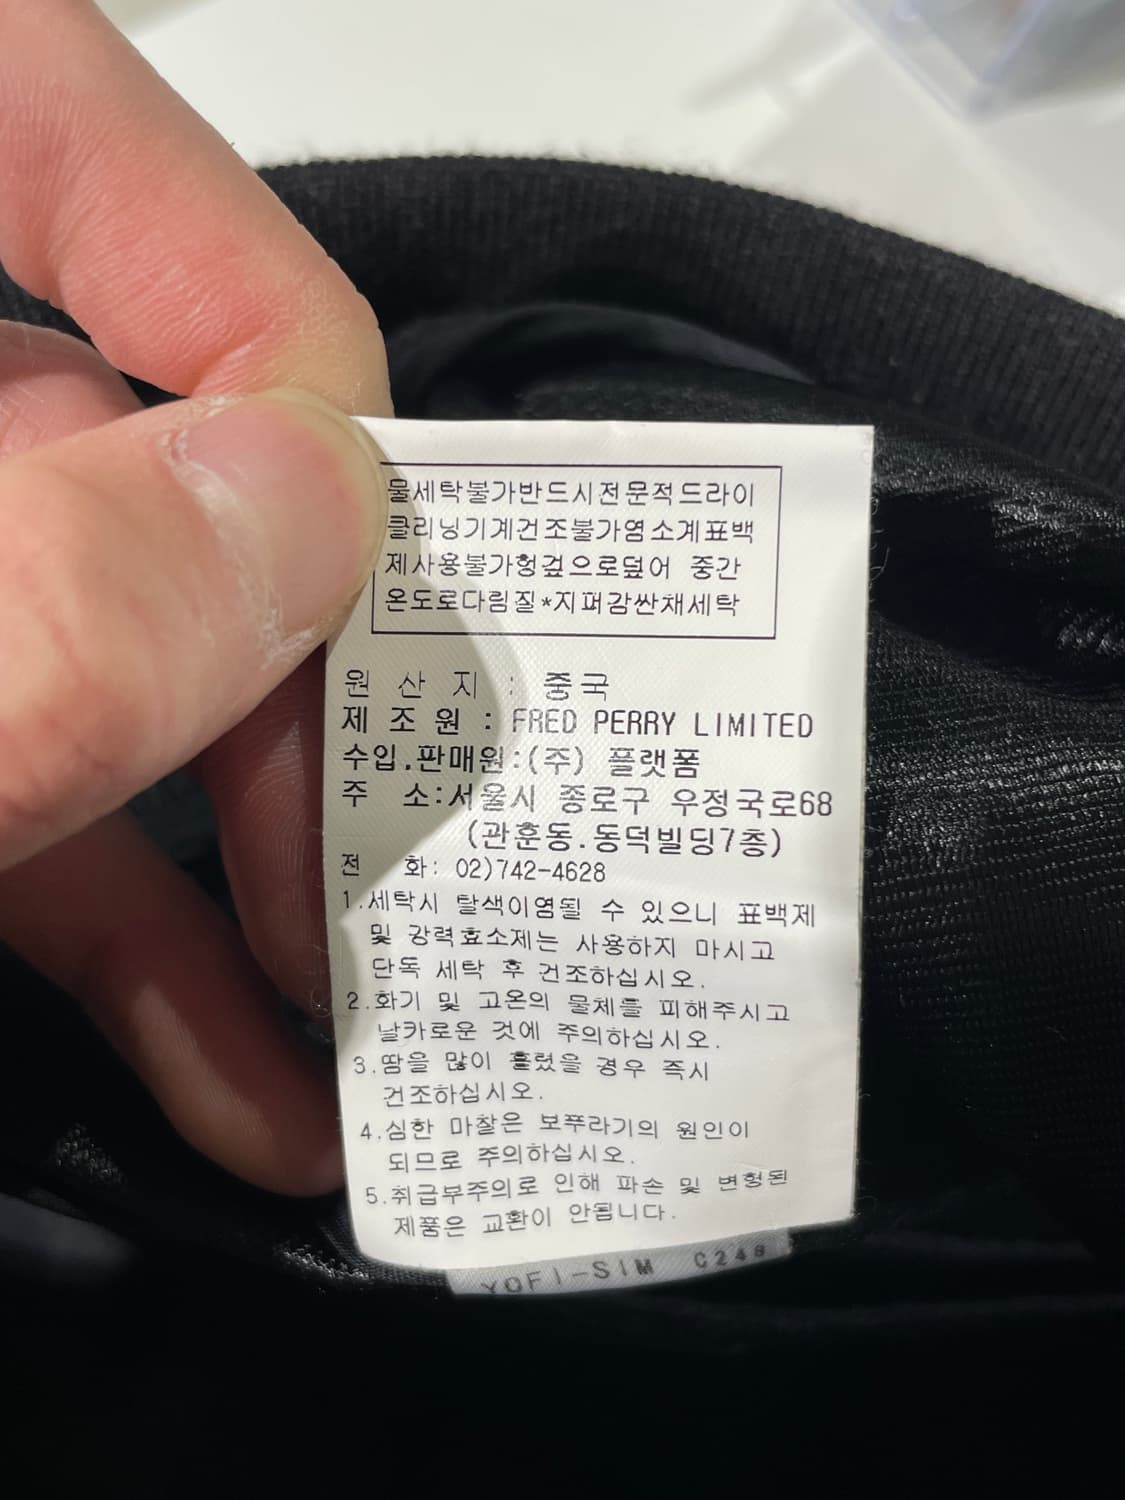 물세탁불가반드시전문적드라이
클리닝기계건조불가염소계표백
제사용불가헝겊으로덮어 중간
온도로다림질*지퍼감싼채세탁
원 산 지 : 중국
제 조 원 : FRED PERRY LIMITED
수입.판매원:(주) 플랫폼
주 소:서울시 종로구 우정국로68
(관훈동.동덕빌딩7층)
전 화: 02)742-4628
1.세탁시 탈색이염될 수 있으니 표백제
및 강력효소제는 사용하지 마시고
단독 세탁 후 건조하십시오.
2.화기 및 고온의 물체를 피해주시고
날카로운 것에 주의하십시오.
3.땀을 많이 흘렸을 경우 즉시
건조하십시오.
4.심한 마찰은 보푸라기의 원인이
되므로 주의하십시오.
5.취급부주의로 인해 파손 및 변형된
제품은 교환이 안됩니다.
YOFI-SIM C248